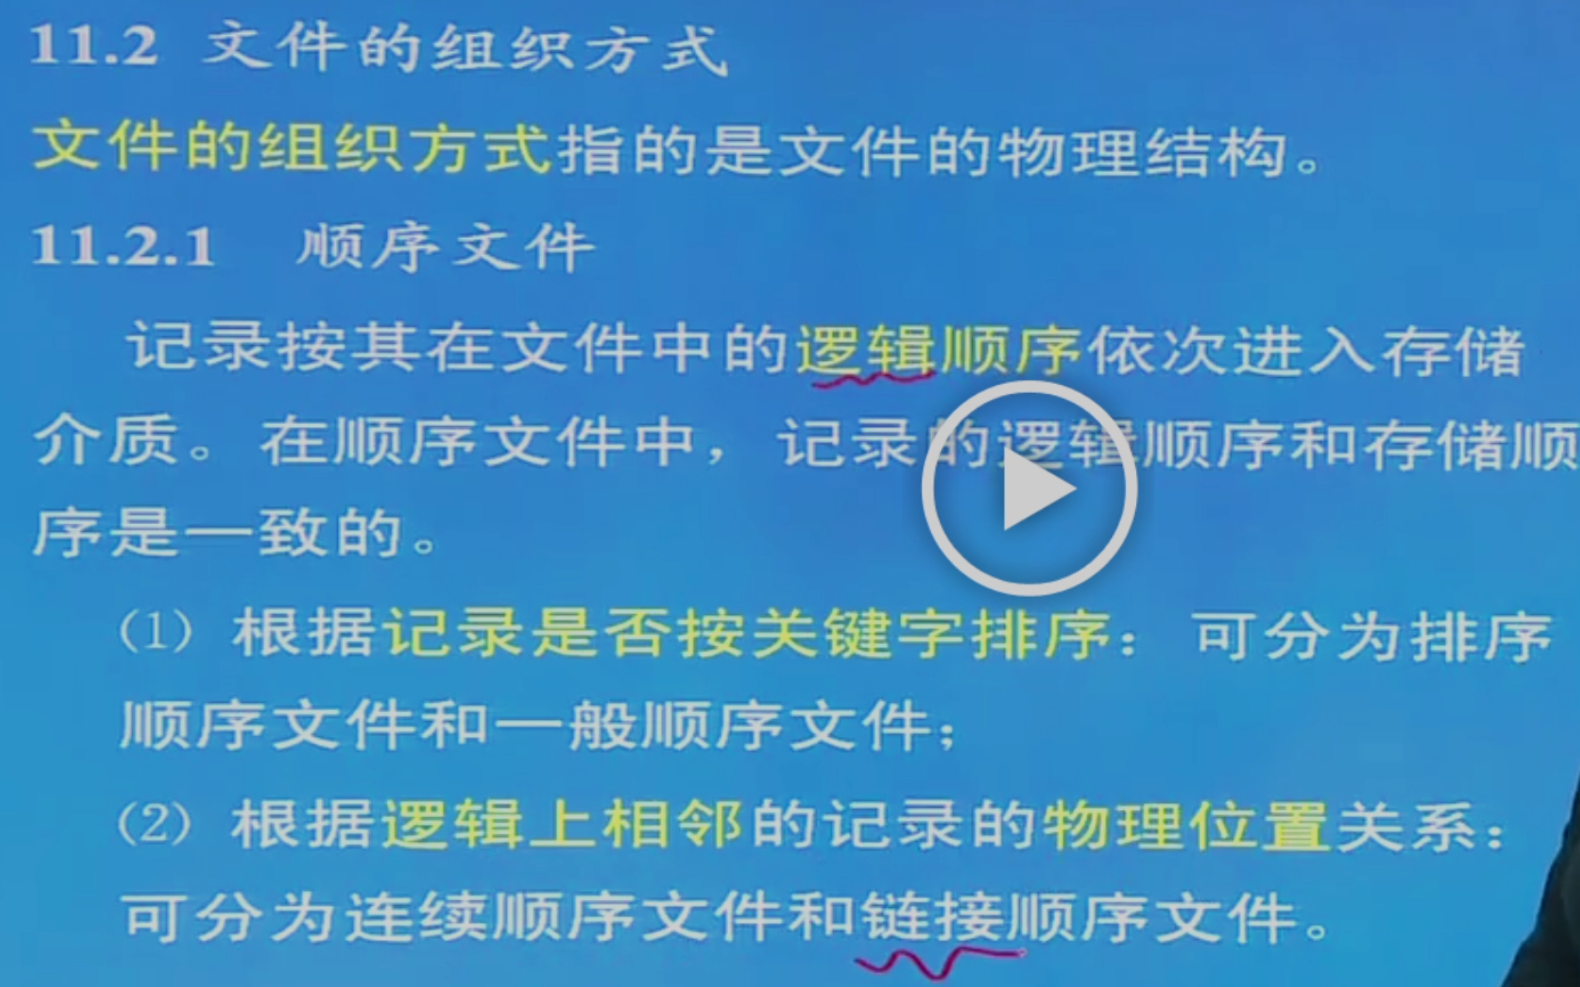 11.2 文件的组织方式
文件的组织方式指的是文件的物理结构。
11.2.1 顺序文件
记录按其在文件中的逻辑顺序依次进入存储
介质。在顺序文件中，记录的逻辑顺序和存储顺
序是一致的。
(1) 根据记录是否按关键字排序：可分为排序
顺序文件和一般顺序文件；
(2) 根据逻辑上相邻的记录的物理位置关系：
可分为连续顺序文件和链接顺序文件。